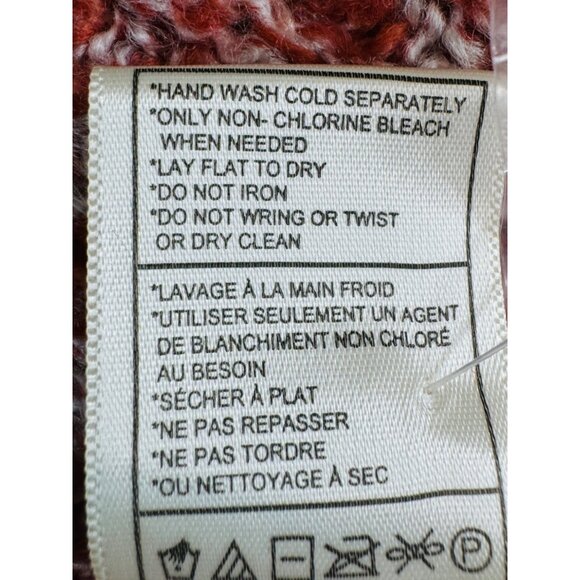 *HAND WASH COLD SEPARATELY
*ONLY NON- CHLORINE BLEACH
WHEN NEEDED
*LAY FLAT TO DRY
*DO NOT IRON
*DO NOT WRING OR TWIST
OR DRY CLEAN
*LAVAGE À LA MAIN FROID
*UTILISER SEULEMENT UN AGENT
DE BLANCHIMENT NON CHLORÉ
AU BESOIN
*SÉCHER À PLAT
*NE PAS REPASSER
*NE PAS TORDRE
*OU NETTOYAGE À SEC
P